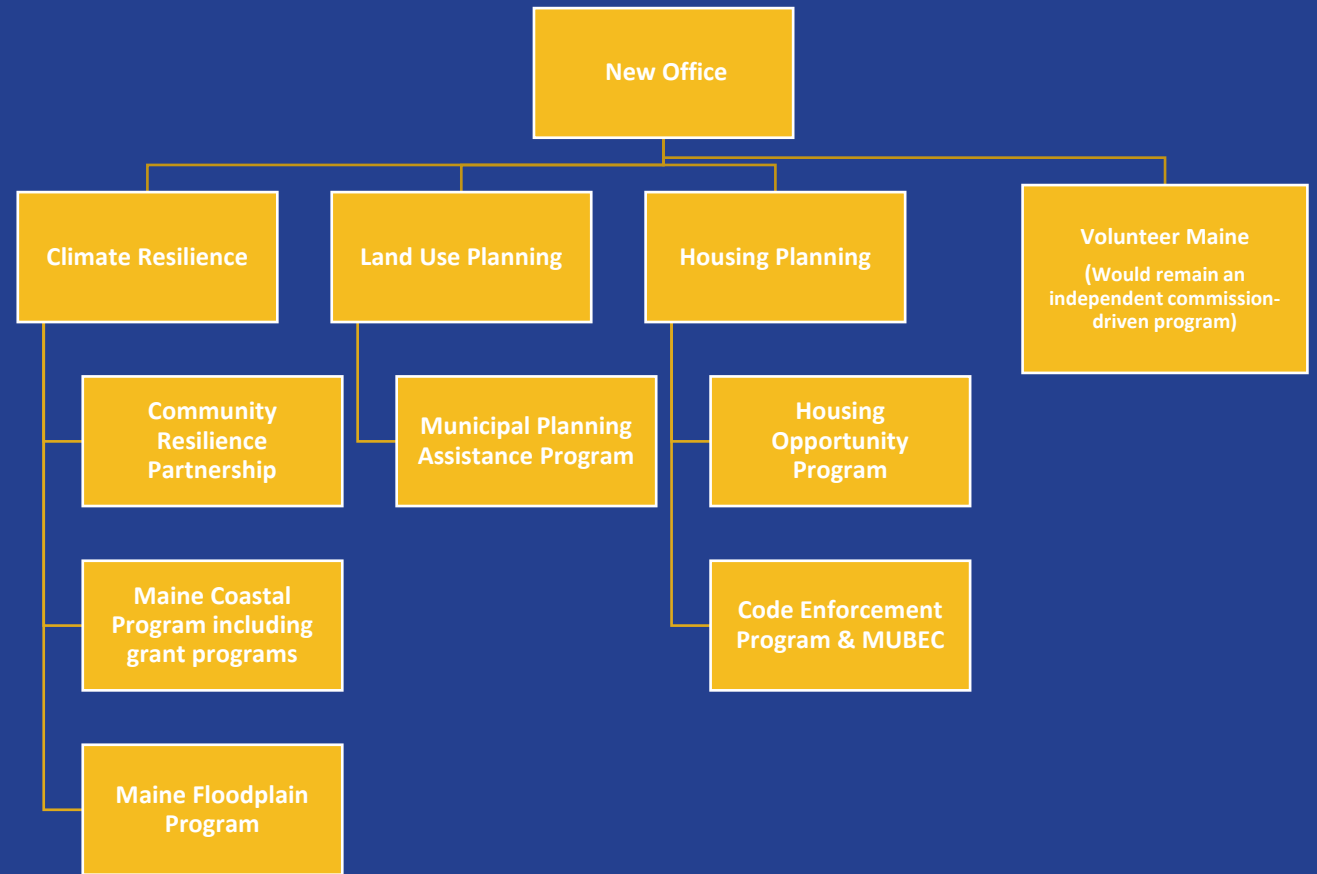 New Office
Climate Resilience
Land Use Planning
Housing Planning
Volunteer Maine
(Would remain an
independent commission-
driven program)
Community
Resilience
Partnership
Municipal Planning
Assistance Program
Housing
Opportunity
Program
Maine Coastal
Program including
grant programs
Code Enforcement
Program & MUBEC
Maine Floodplain
Program